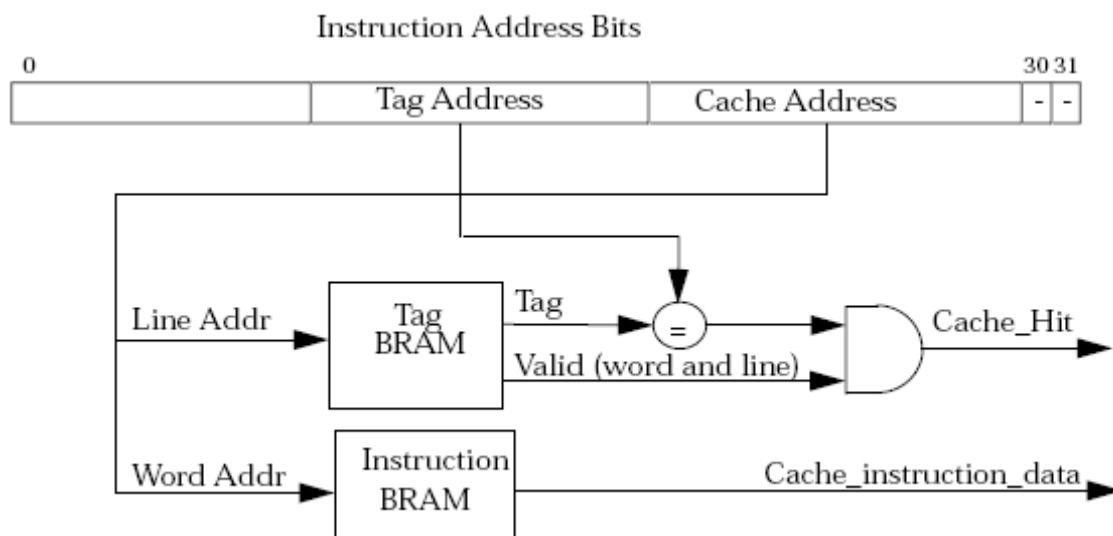 Instruction Address Bits
0
30 31
Tag Address
Cache Address
-
-
Line Addr
Tag
BRAM
Tag
=
Valid (word and line)
Cache_Hit
Word Addr
Instruction
BRAM
Cache_instruction_data